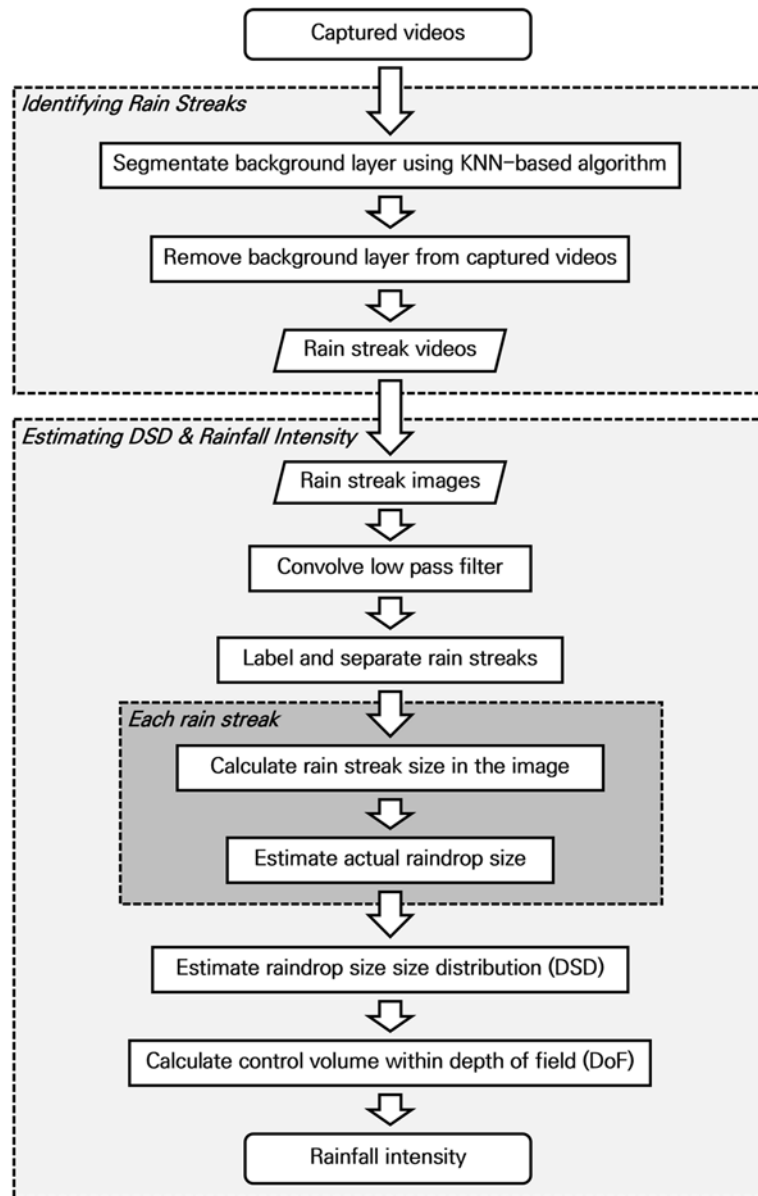 Captured videos
Identifying Rain Streaks
Segmentate background layer using KNN-based algorithm
Remove background layer from captured videos
Rain streak videos
Estimating DSD & Rainfall Intensity
Rain streak images
Convolve low pass filter
Label and separate rain streaks
Each rain streak
Calculate rain streak size in the image
Estimate actual raindrop size
Estimate raindrop size size distribution (DSD)
Calculate control volume within depth of field (DoF)
Rainfall intensity